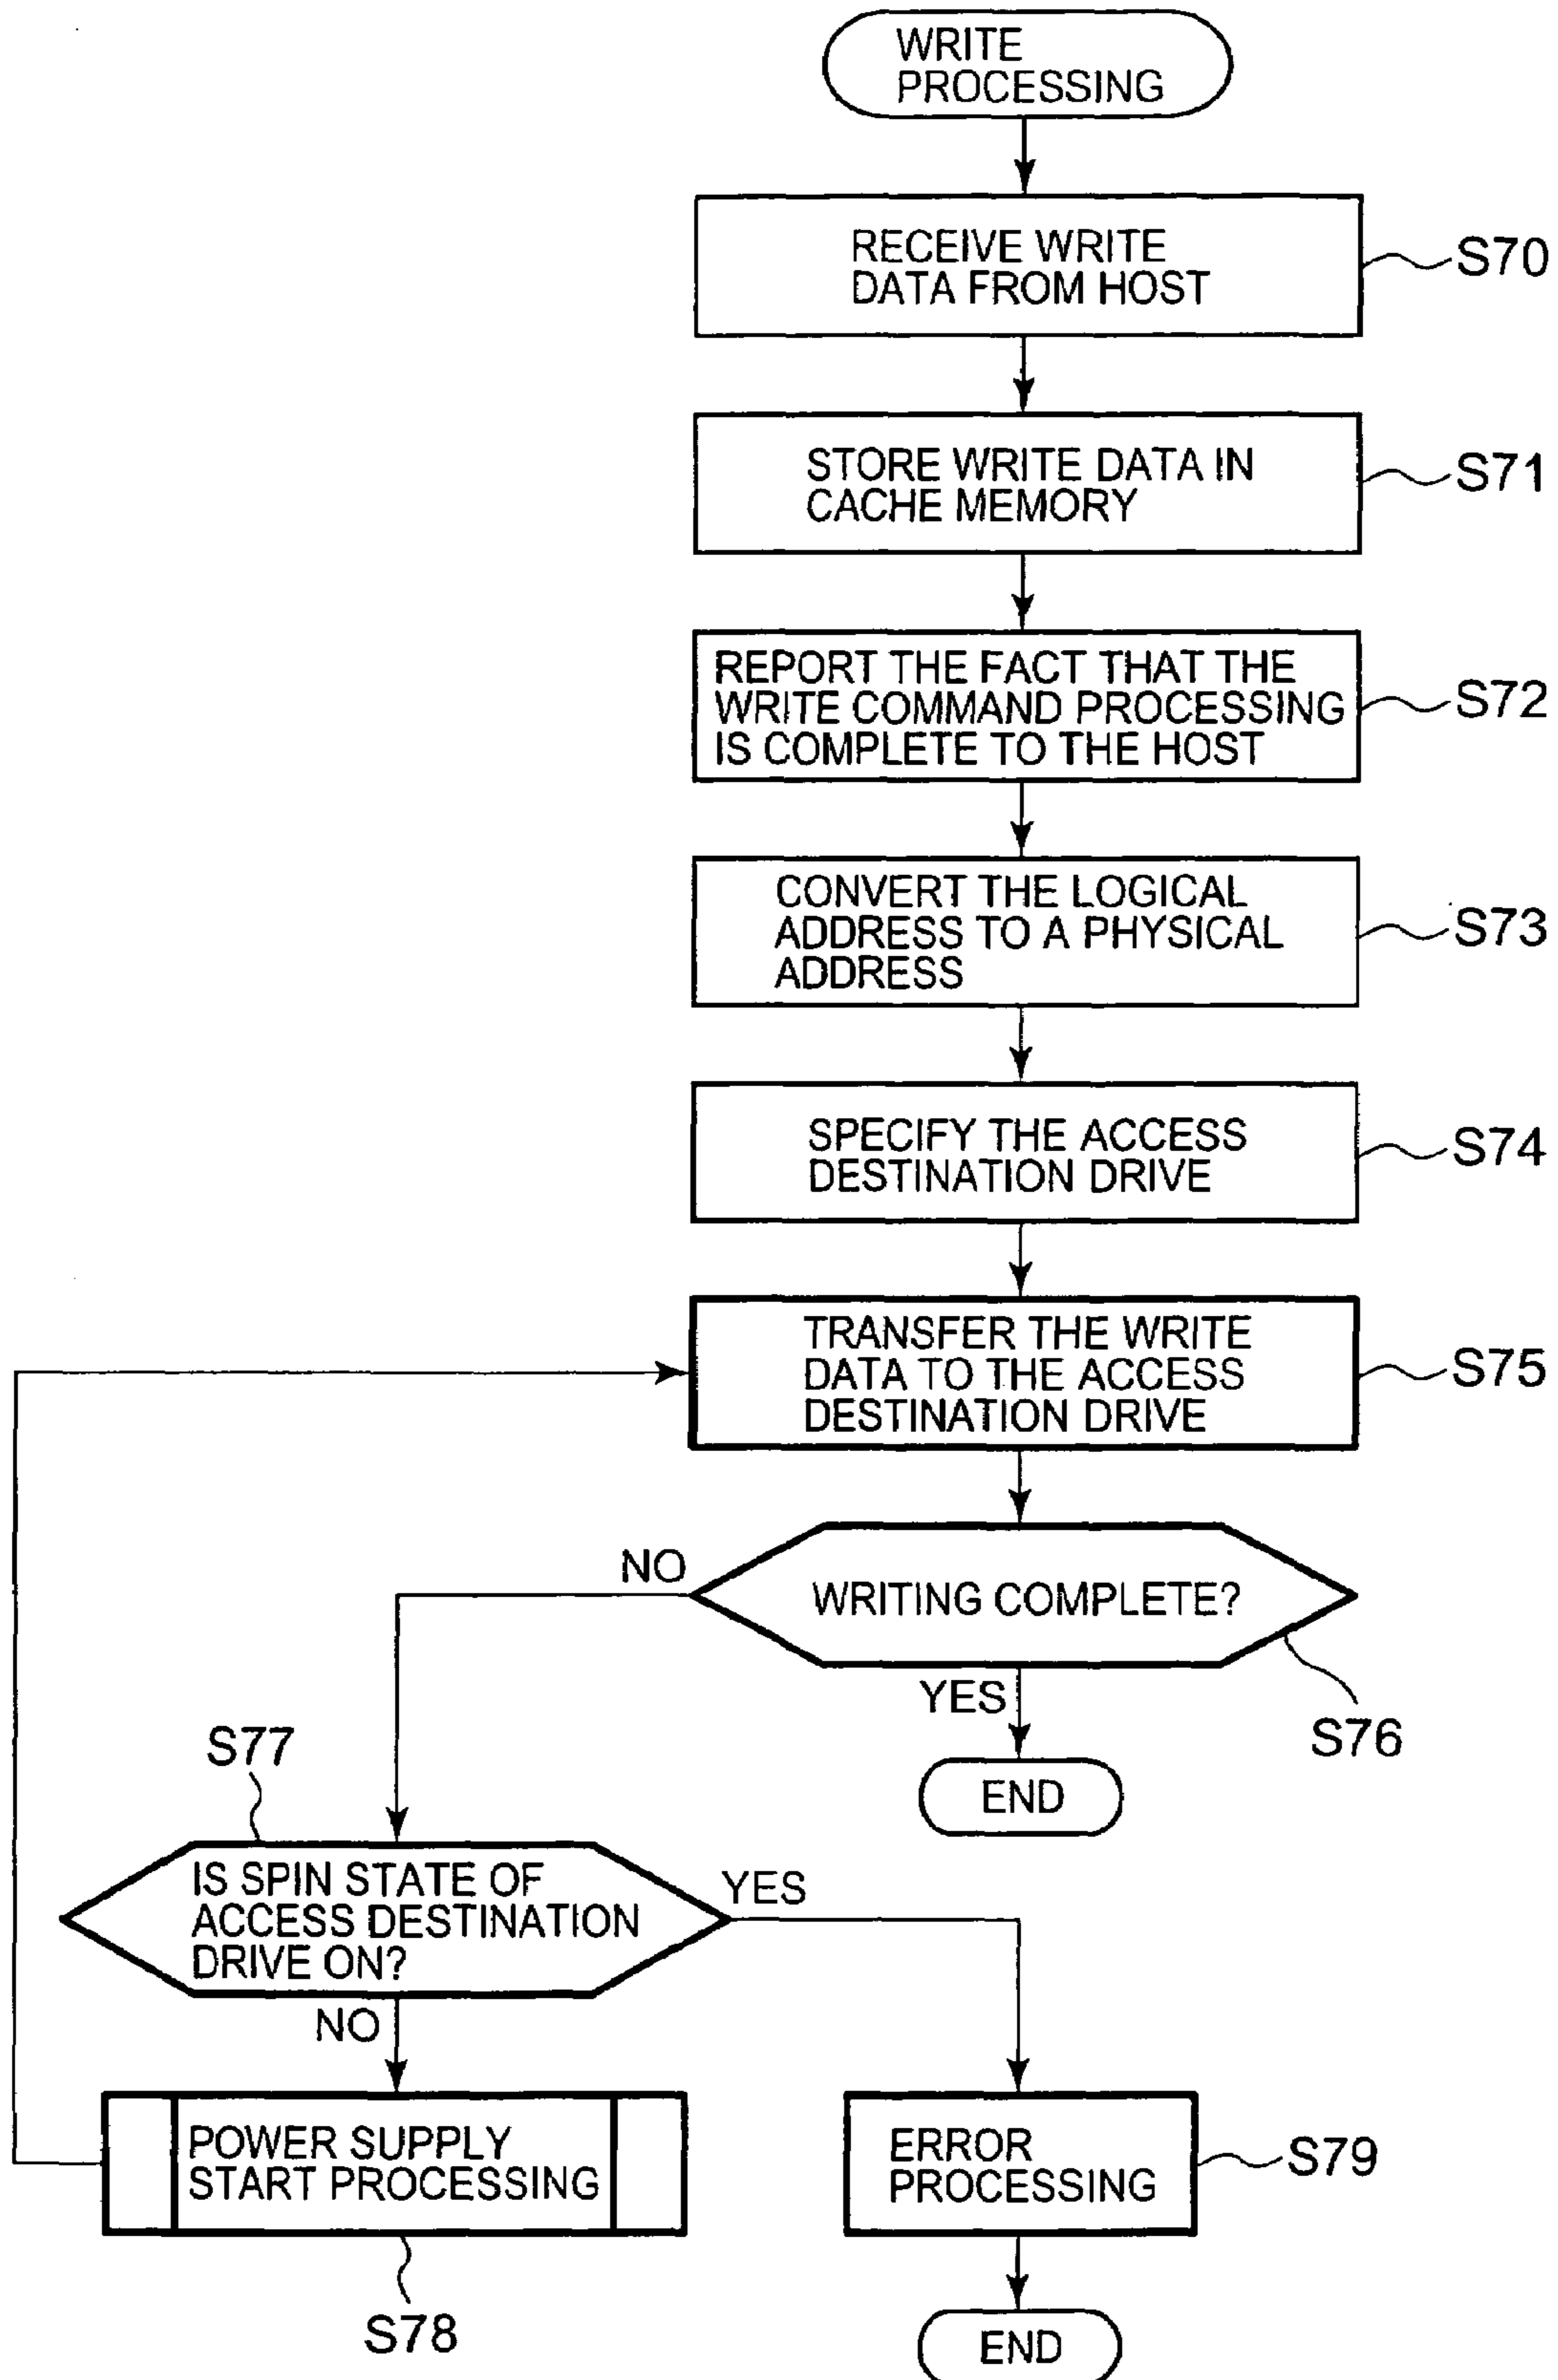 WRITE
PROCESSING
RECEIVE WRITE
DATA FROM HOST
S70
STORE WRITE DATA IN
CACHE MEMORY
S71
REPORT THE FACT THAT THE
WRITE COMMAND PROCESSING
IS COMPLETE TO THE HOST
S72
CONVERT THE LOGICAL
ADDRESS TO A PHYSICAL
ADDRESS
S73
SPECIFY THE ACCESS
DESTINATION DRIVE
S74
TRANSFER THE WRITE
DATA TO THE ACCESS
DESTINATION DRIVE
S75
NO
WRITING COMPLETE?
YES
S76
END
S77
IS SPIN STATE OF
ACCESS DESTINATION
DRIVE ON?
YES
NO
POWER SUPPLY
START PROCESSING
S78
ERROR
PROCESSING
S79
END